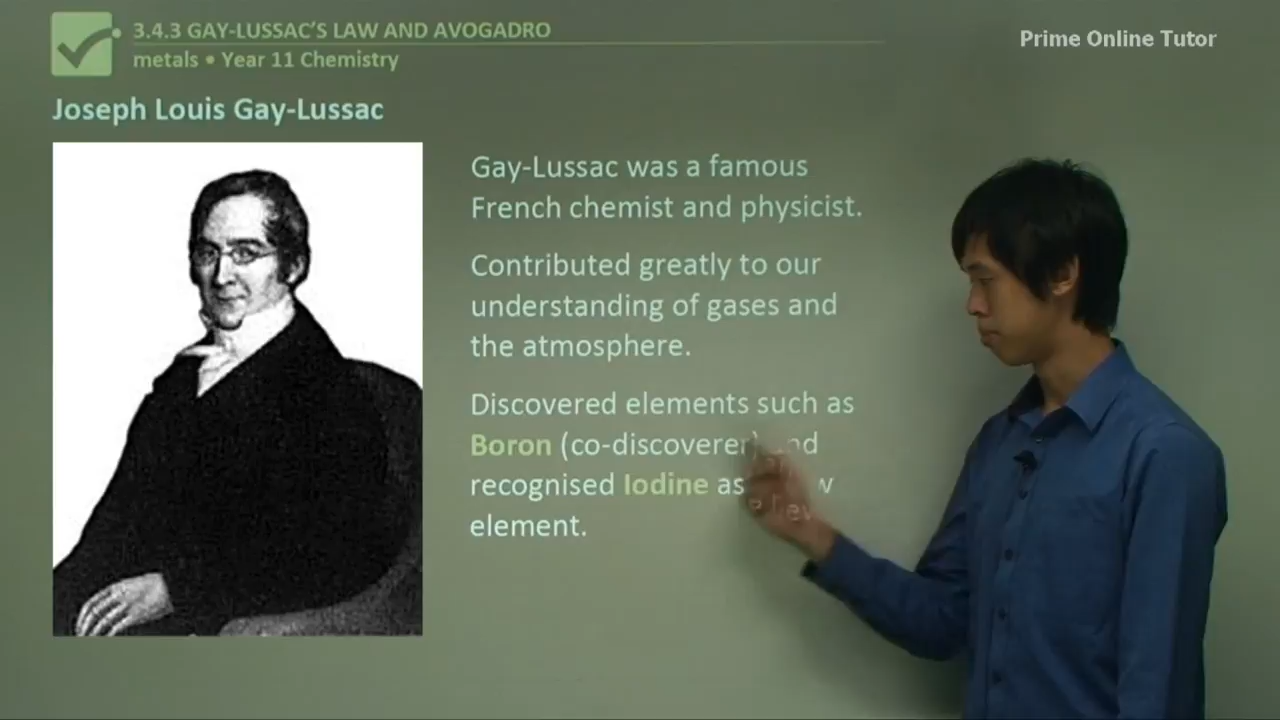 3.4.3 GAY-LUSSAC'S LAW AND AVOGADRO
metals • Year 11 Chemistry
Prime Online Tutor
Joseph Louis Gay-Lussac
Gay-Lussac was a famous
French chemist and physicist.
Contributed greatly to our
understanding of gases and
the atmosphere.
Discovered elements such as
Boron (co-discoverer) and
recognised Iodine as
element.